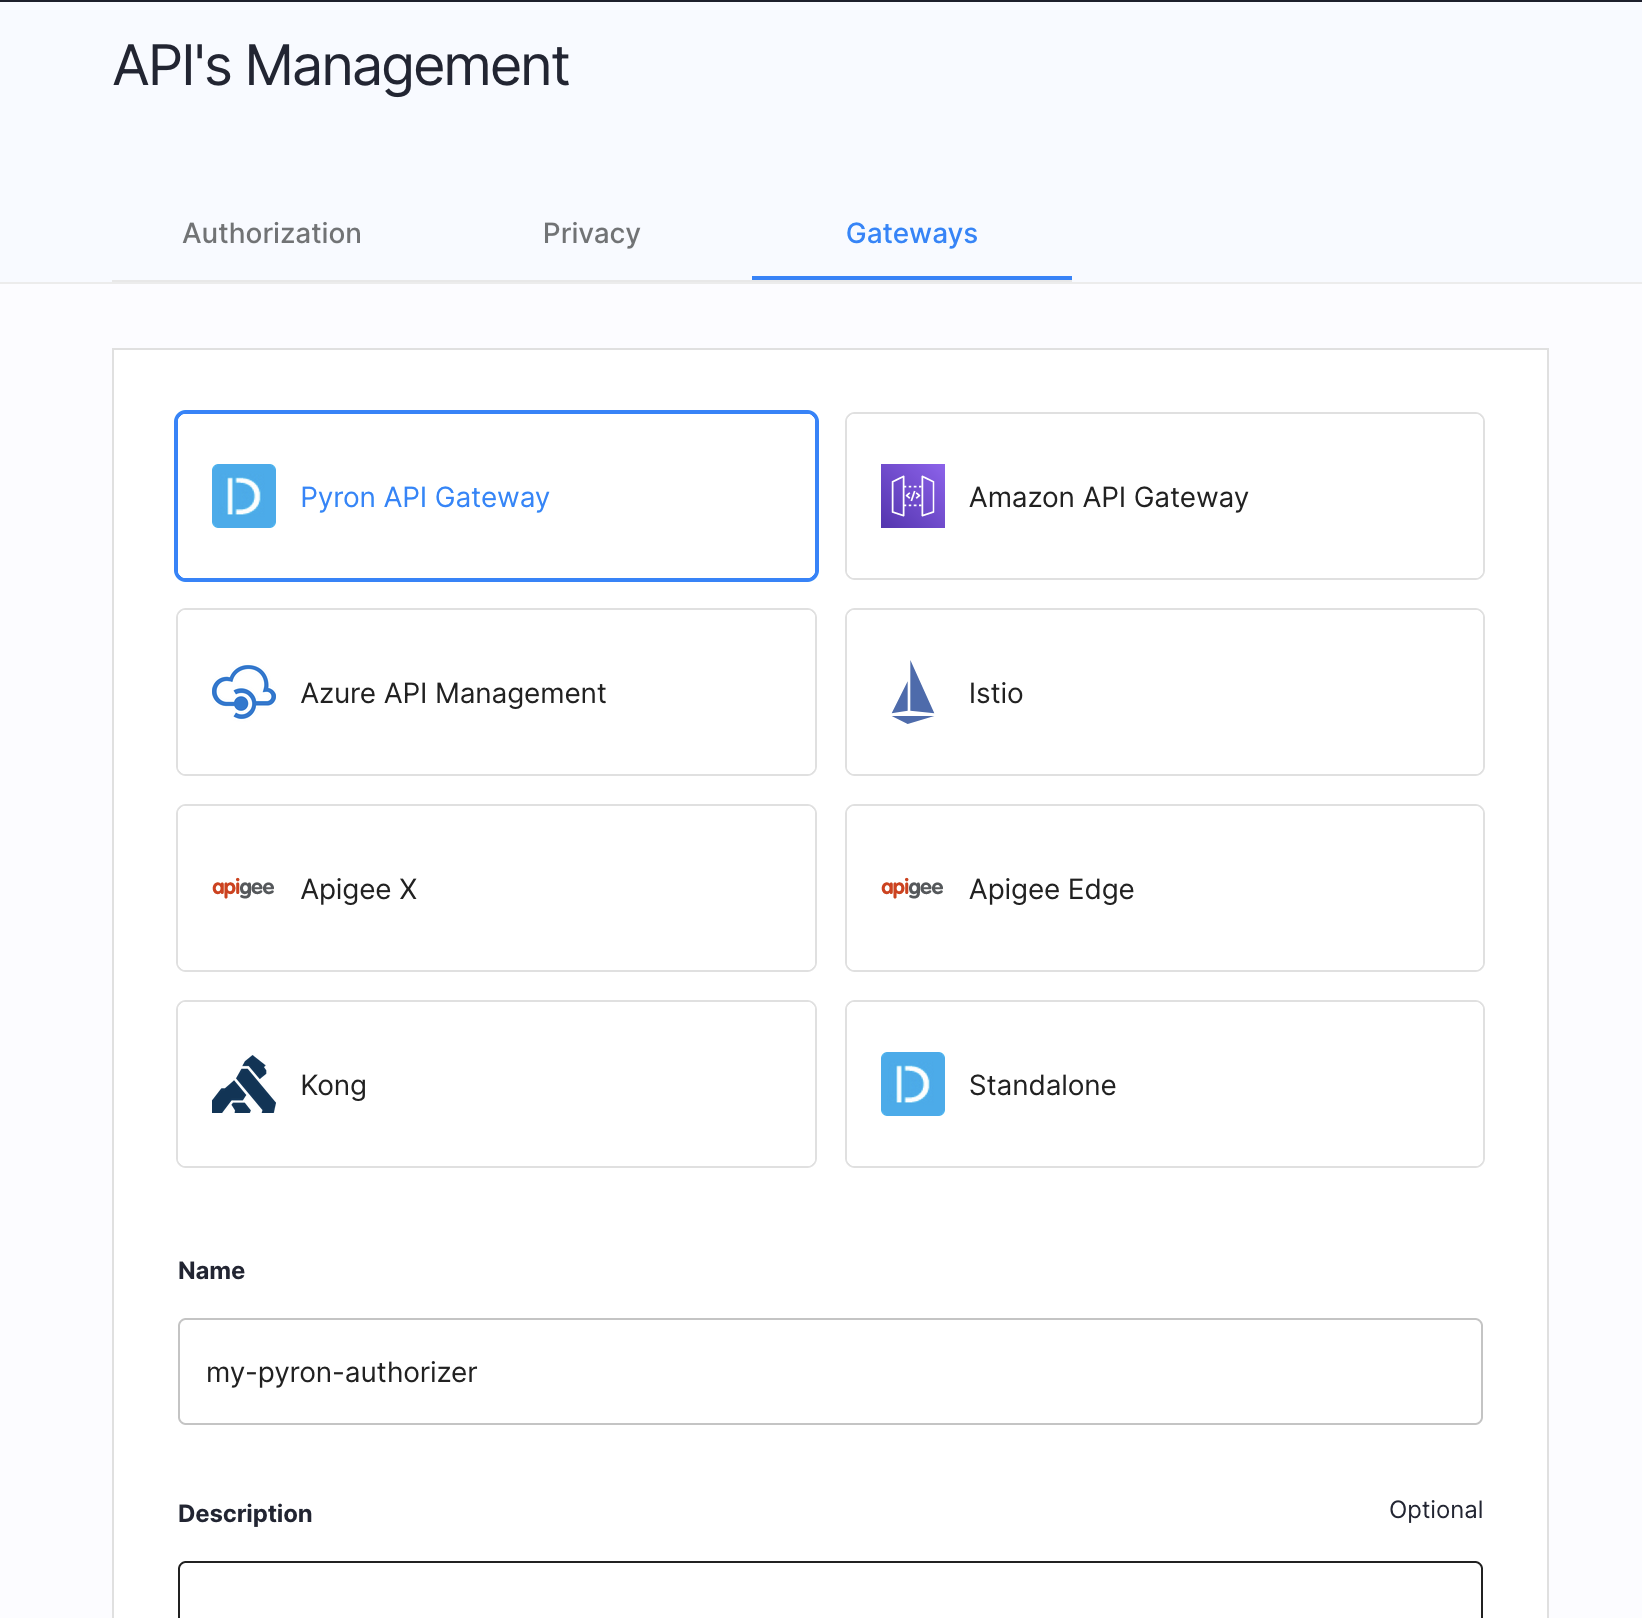 API's Management
Authorization
Privacy
Gateways
Pyron API Gateway
Amazon API Gateway
Azure API Management
Istio
apigee
Apigee X
apigee
Apigee Edge
Kong
Standalone
Name
my-pyron-authorizer
Description
Optional